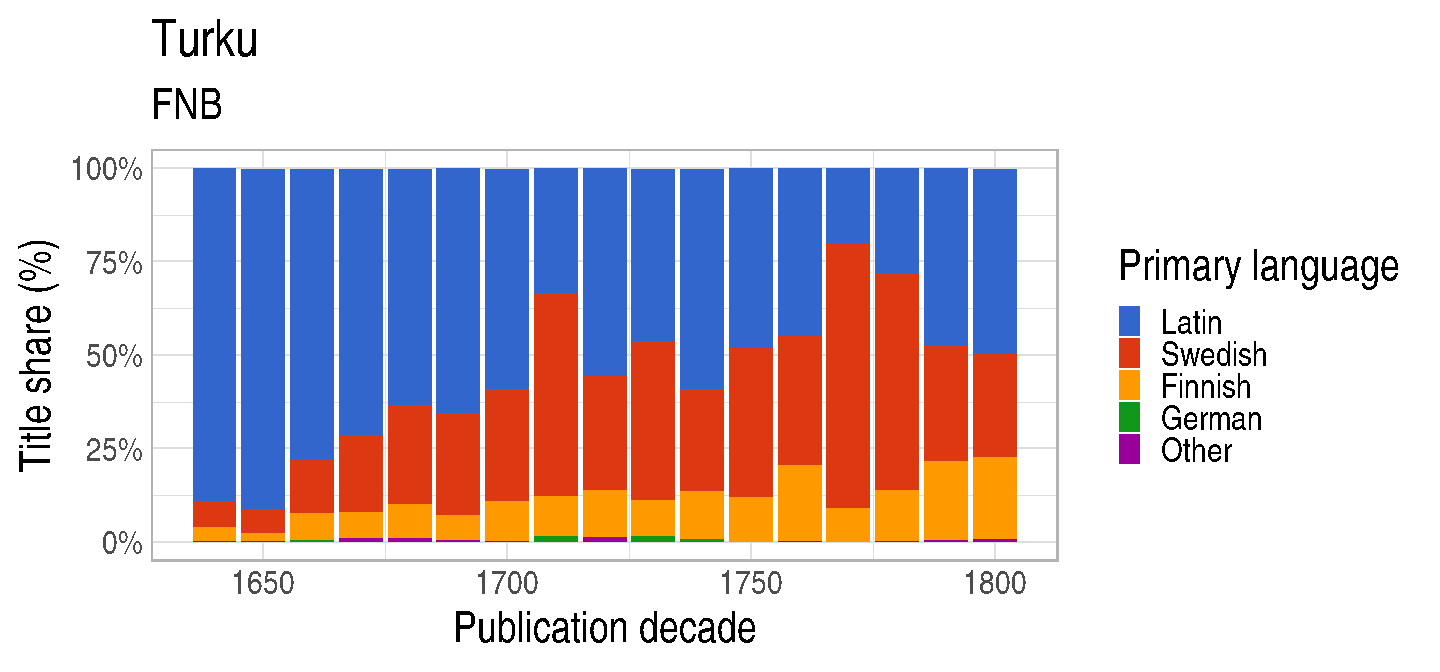 Turku
FNB
Title share (%)
100%
75%
50%
25%
0%
1650 1700 1750 1800
Publication decade
Primary language
Latin
Swedish
Finnish
German
Other